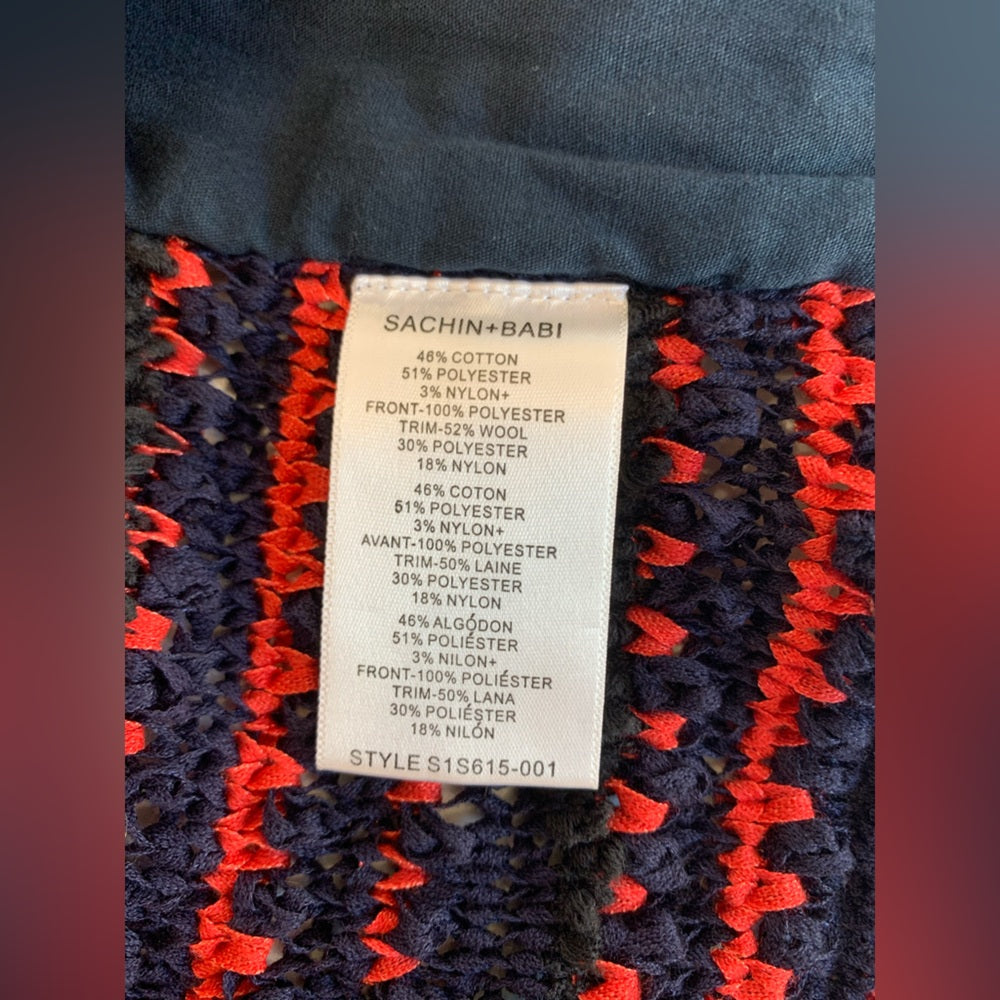 SACHIN+BABI
46% COTTON
51% POLYESTER
3% NYLON+
FRONT-100% POLYESTER
TRIM-52% WOOL
30% POLYESTER
18% NYLON
46% COTON
51% POLYESTER
3% NYLON+
AVANT-100% POLYESTER
TRIM-50% LAINE
30% POLYESTER
18% NYLON
46% ALGÓDON
51% POLIÉSTER
3% NILON+
FRONT-100% POLIÉSTER
TRIM-50% LANA
30% POLIÉSTER
18% NILÓN
STYLE S1S615-001